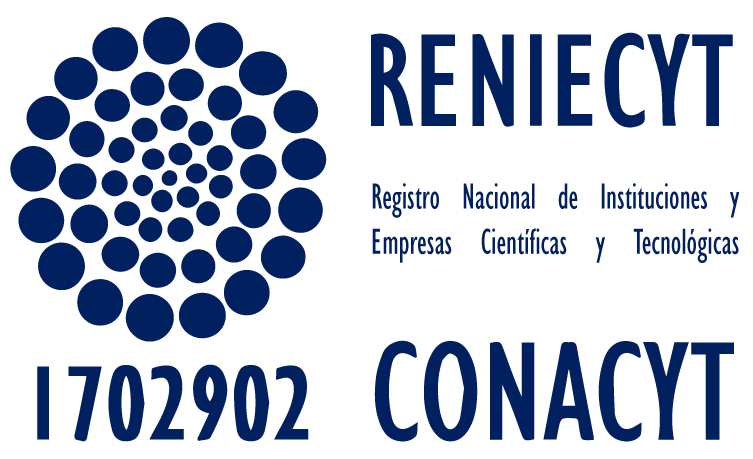 RENIECYT
Registro Nacional de Instituciones y
Empresas Científicas y Tecnológicas
1702902
CONACYT